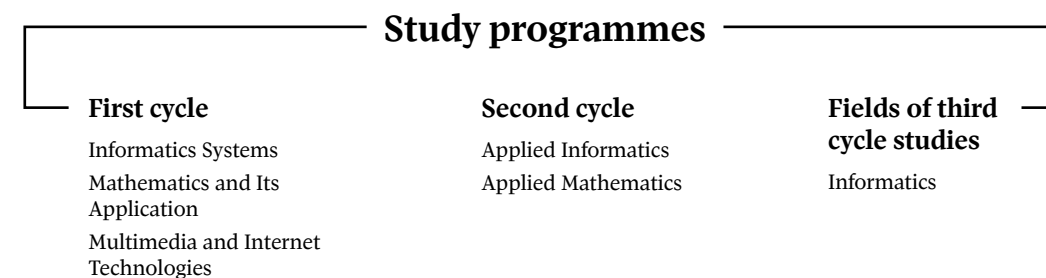 Study programmes
First cycle
Informatics Systems
Mathematics and Its
Application
Multimedia and Internet
Technologies
Second cycle
Applied Informatics
Applied Mathematics
Fields of third
cycle studies
Informatics